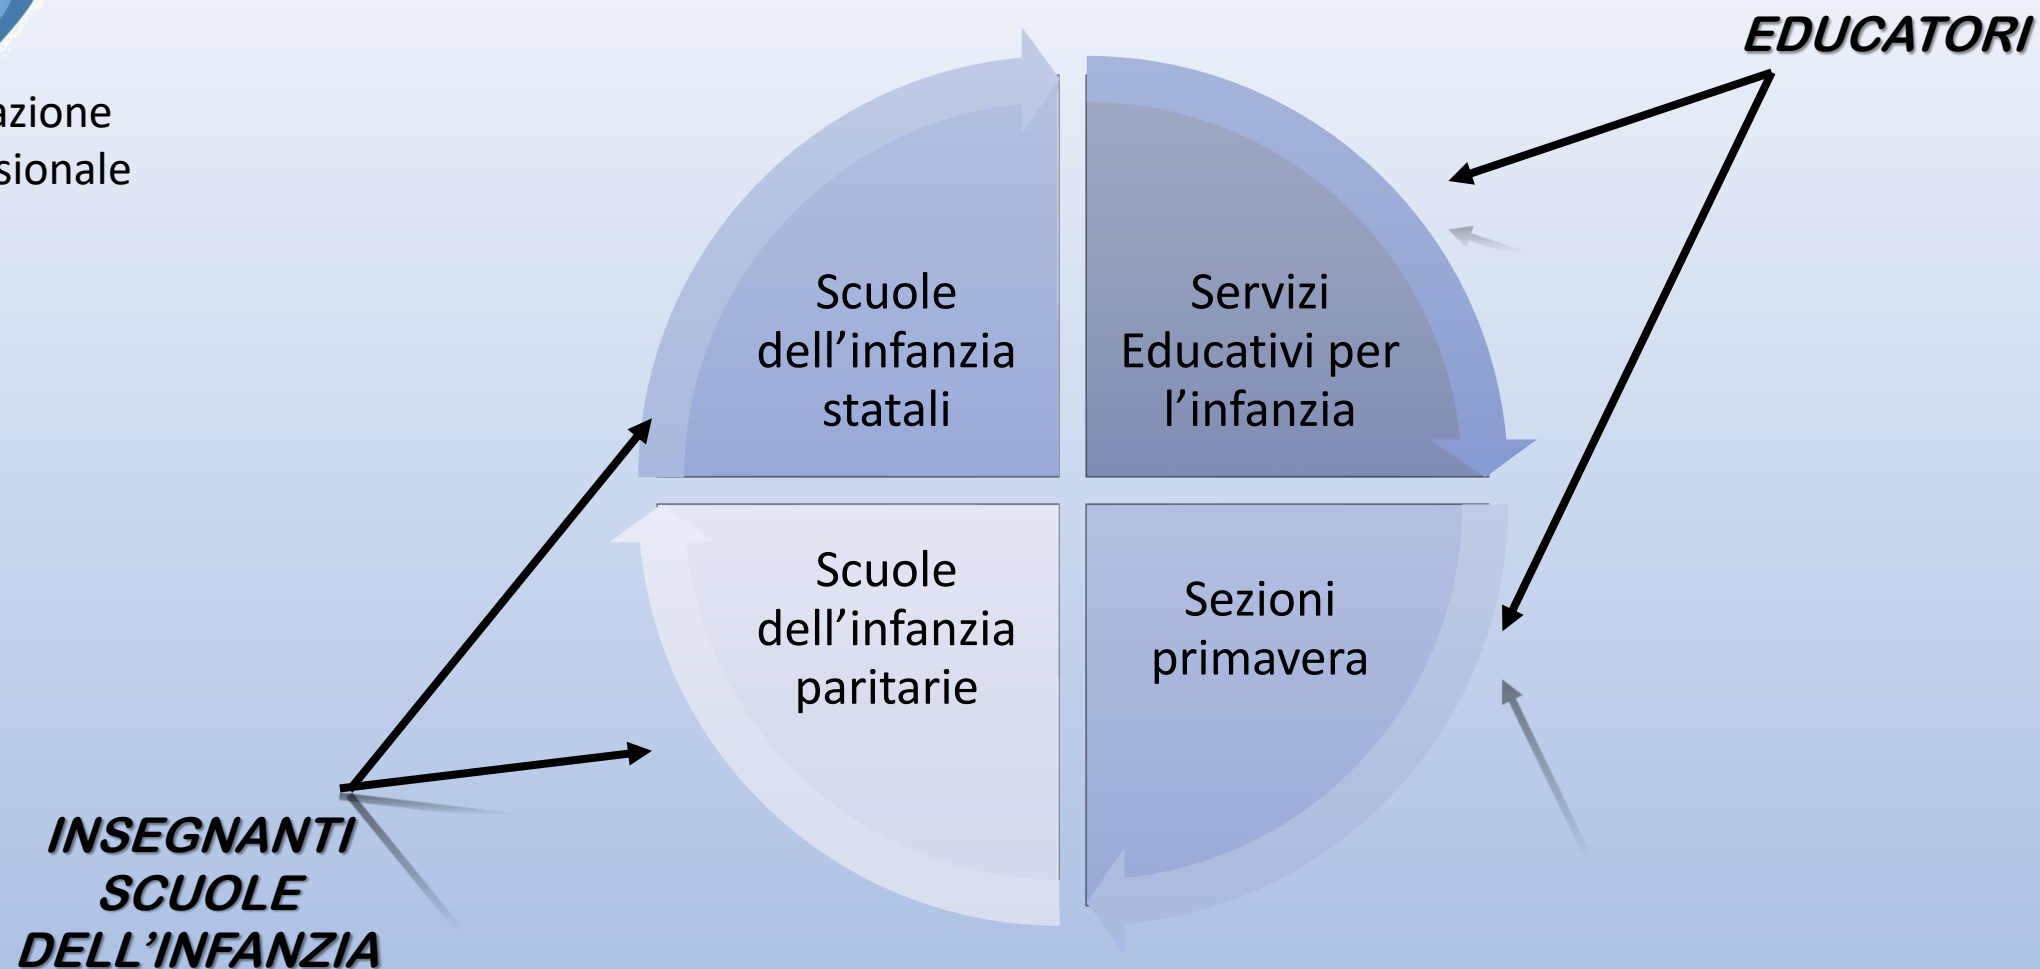 EDUCATORI
azione
sionale
Scuole
dell’infanzia
statali
Servizi
Educativi per
l’infanzia
Scuole
dell’infanzia
paritarie
Sezioni
primavera
INSEGNANTI
SCUOLE
DELL’INFANZIA